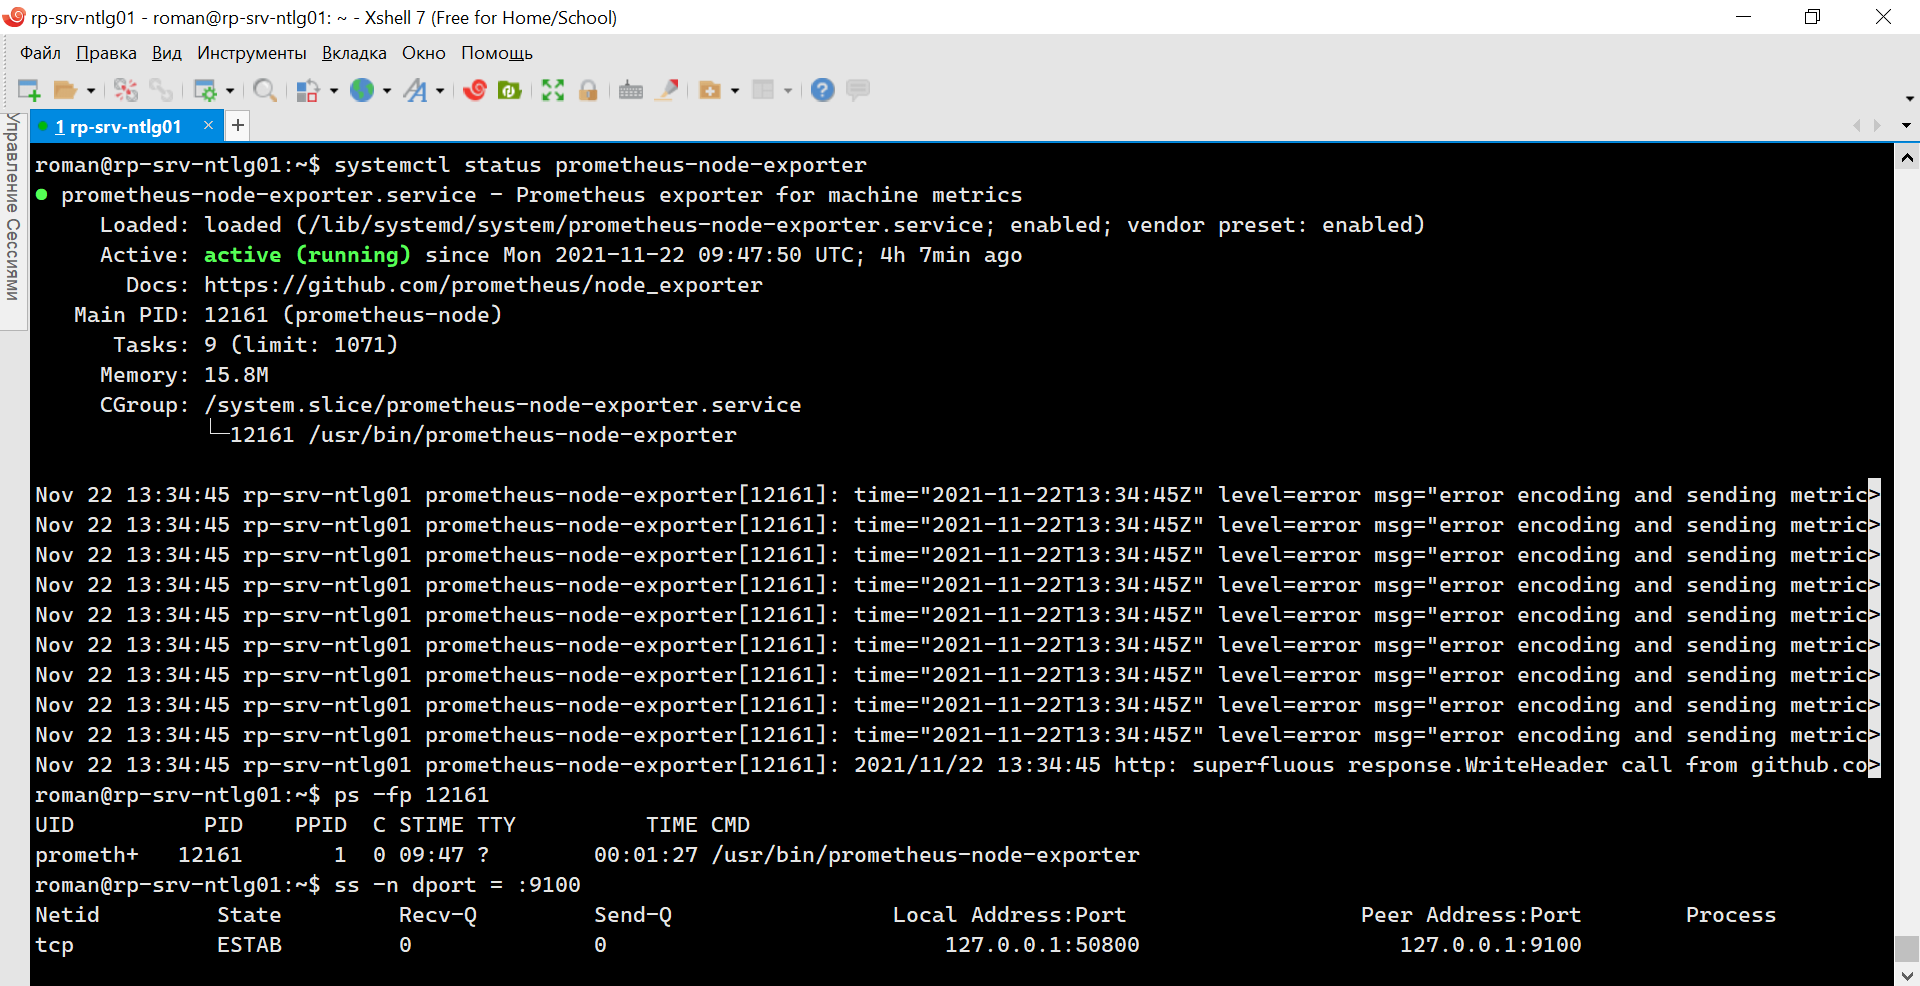 rp-srv-ntlg01 - roman@rp-srv-ntlg01: ~ - Xshell 7 (Free for Home/School)
Файл Правка Вид Инструменты Вкладка Окно Помощь
Управление Сессиями
1 rp-srv-ntlg01 × +
roman@rp-srv-ntlg01:~$ systemctl status prometheus-node-exporter
● prometheus-node-exporter.service - Prometheus exporter for machine metrics
Loaded: loaded (/lib/systemd/system/prometheus-node-exporter.service; enabled; vendor preset: enabled)
Active: active (running) since Mon 2021-11-22 09:47:50 UTC; 4h 7min ago
Docs: https://github.com/prometheus/node_exporter
Main PID: 12161 (prometheus-node)
Tasks: 9 (limit: 1071)
Memory: 15.8M
CGroup: /system.slice/prometheus-node-exporter.service
└─12161 /usr/bin/prometheus-node-exporter
Nov 22 13:34:45 rp-srv-ntlg01 prometheus-node-exporter[12161]: time="2021-11-22T13:34:45Z" level=error msg="error encoding and sending metric>
Nov 22 13:34:45 rp-srv-ntlg01 prometheus-node-exporter[12161]: time="2021-11-22T13:34:45Z" level=error msg="error encoding and sending metric>
Nov 22 13:34:45 rp-srv-ntlg01 prometheus-node-exporter[12161]: time="2021-11-22T13:34:45Z" level=error msg="error encoding and sending metric>
Nov 22 13:34:45 rp-srv-ntlg01 prometheus-node-exporter[12161]: time="2021-11-22T13:34:45Z" level=error msg="error encoding and sending metric>
Nov 22 13:34:45 rp-srv-ntlg01 prometheus-node-exporter[12161]: time="2021-11-22T13:34:45Z" level=error msg="error encoding and sending metric>
Nov 22 13:34:45 rp-srv-ntlg01 prometheus-node-exporter[12161]: time="2021-11-22T13:34:45Z" level=error msg="error encoding and sending metric>
Nov 22 13:34:45 rp-srv-ntlg01 prometheus-node-exporter[12161]: time="2021-11-22T13:34:45Z" level=error msg="error encoding and sending metric>
Nov 22 13:34:45 rp-srv-ntlg01 prometheus-node-exporter[12161]: time="2021-11-22T13:34:45Z" level=error msg="error encoding and sending metric>
Nov 22 13:34:45 rp-srv-ntlg01 prometheus-node-exporter[12161]: time="2021-11-22T13:34:45Z" level=error msg="error encoding and sending metric>
Nov 22 13:34:45 rp-srv-ntlg01 prometheus-node-exporter[12161]: 2021/11/22 13:34:45 http: superfluous response.WriteHeader call from github.co>
roman@rp-srv-ntlg01:~$ ps -fp 12161
UID PID PPID C STIME TTY TIME CMD
prometh+ 12161 1 0 09:47 ? 00:01:27 /usr/bin/prometheus-node-exporter
roman@rp-srv-ntlg01:~$ ss -n dport = :9100
Netid State Recv-Q Send-Q Local Address:Port Peer Address:Port Process
tcp ESTAB 0 0 127.0.0.1:50800 127.0.0.1:9100